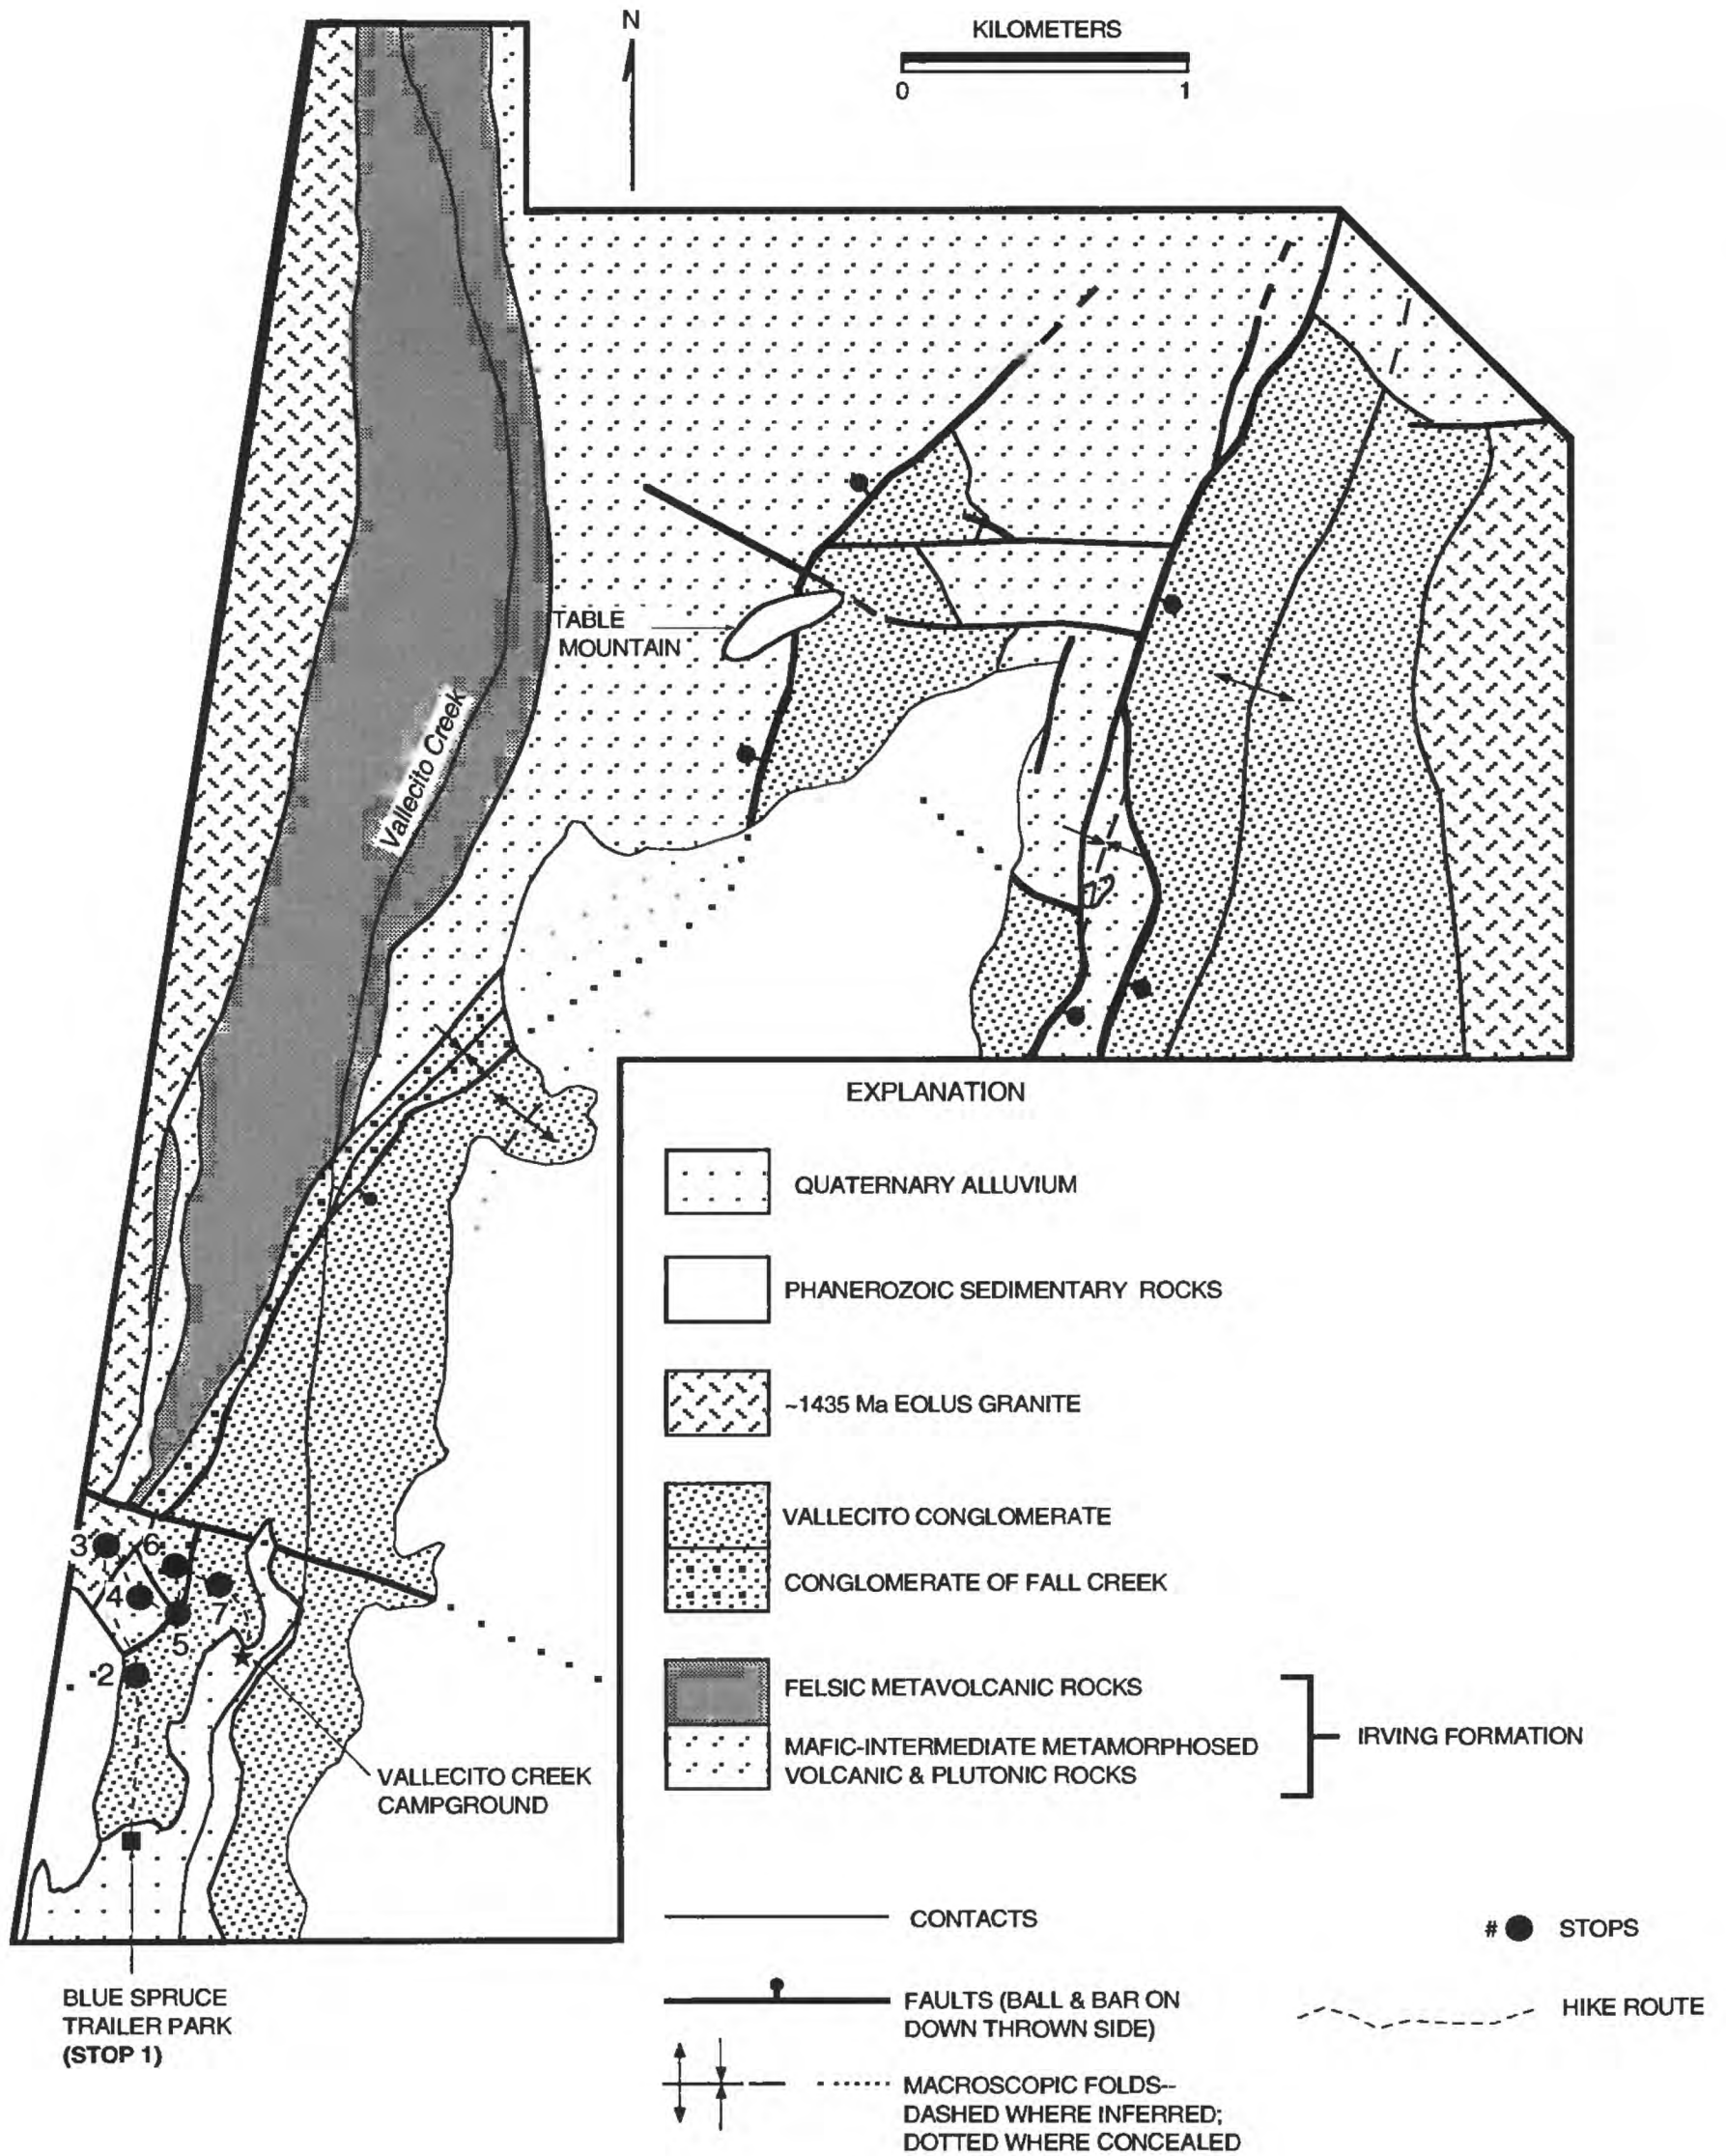 N
KILOMETERS
0 1
TABLE
MOUNTAIN
Vallecito Creek
EXPLANATION
QUATERNARY ALLUVIUM
PHANEROZOIC SEDIMENTARY ROCKS
~1435 Ma EOLUS GRANITE
VALLECITO CONGLOMERATE
CONGLOMERATE OF FALL CREEK
FELSIC METAVOLCANIC ROCKS
MAFIC-INTERMEDIATE METAMORPHOSED
VOLCANIC & PLUTONIC ROCKS
IRVING FORMATION
3
6
4
7
5
2
VALLECITO CREEK
CAMPGROUND
BLUE SPRUCE
TRAILER PARK
(STOP 1)
CONTACTS
# STOPS
FAULTS (BALL & BAR ON
DOWN THROWN SIDE)
HIKE ROUTE
MACROSCOPIC FOLDS--
DASHED WHERE INFERRED;
DOTTED WHERE CONCEALED